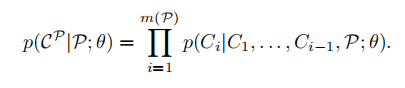 p(𝒞^𝒫|𝒫; θ) = ∏_{i=1}^{m(𝒫)} p(C_i|C_1, . . . , C_{i−1}, 𝒫; θ).